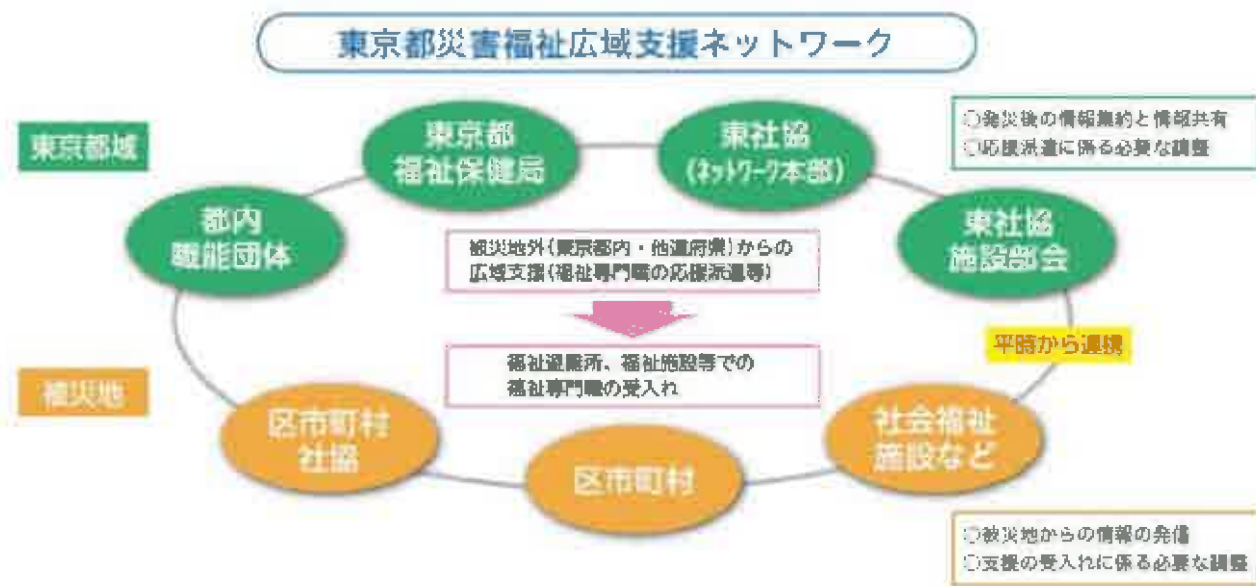 東京都災害福祉広域支援ネットワーク
東京都域
東京都
福祉保健局
東社協
(ネットワーク本部)
○発災後の情報集約と情報共有
○応援派遣に係る必要な調整
都内
職能団体
東社協
施設部会
被災地外(東京都内・他道府県)からの
広域支援(福祉専門職の応援派遣等)
平時から連携
福祉避難所、福祉施設等での
福祉専門職の受入れ
被災地
区市町村
社協
区市町村
社会福祉
施設など
○被災地からの情報の発信
○支援の受入れに係る必要な調整